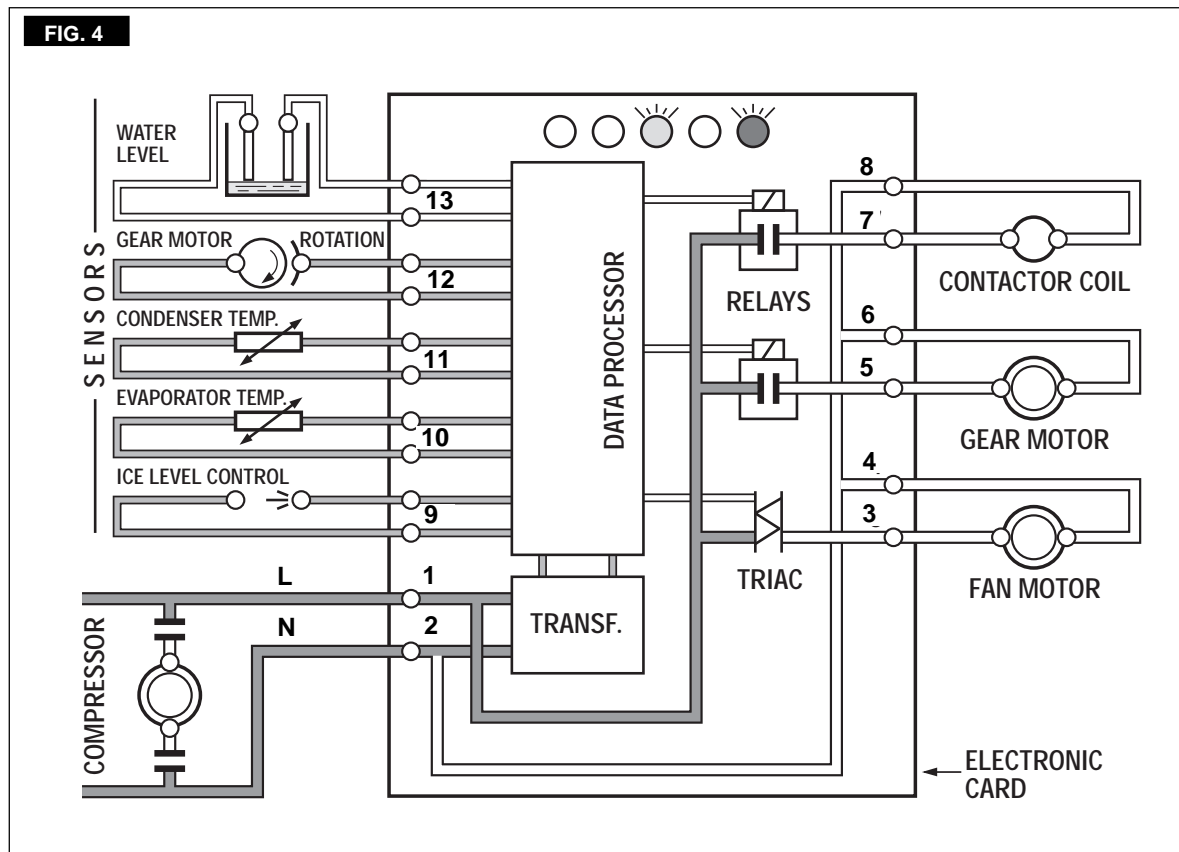 FIG. 4
WATER
LEVEL
SENSORS
13
GEAR MOTOR
ROTATION
12
CONDENSER TEMP.
11
EVAPORATOR TEMP.
10
ICE LEVEL CONTROL
9
L
1
N
2
COMPRESSOR
DATA PROCESSOR
TRANSF.
RELAYS
TRIAC
8
7
CONTACTOR COIL
6
5
GEAR MOTOR
4
3
FAN MOTOR
ELECTRONIC
CARD